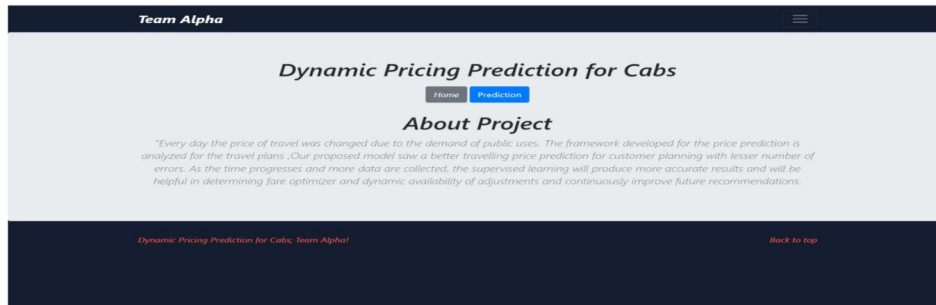 Team Alpha
Dynamic Pricing Prediction for Cabs
Home Prediction
About Project
"Every day the price of travel was changed due to the demand of public uses. The framework developed for the price prediction is
analyzed for the travel plans ,Our proposed model saw a better travelling price prediction for customer planning with lesser number of
errors. As the time progresses and more data are collected, the supervised learning will produce more accurate results and will be
helpful in determining fare optimizer and dynamic availability of adjustments and continuously improve future recommendations.
Dynamic Pricing Prediction for Cabs; Team Alpha! Back to top